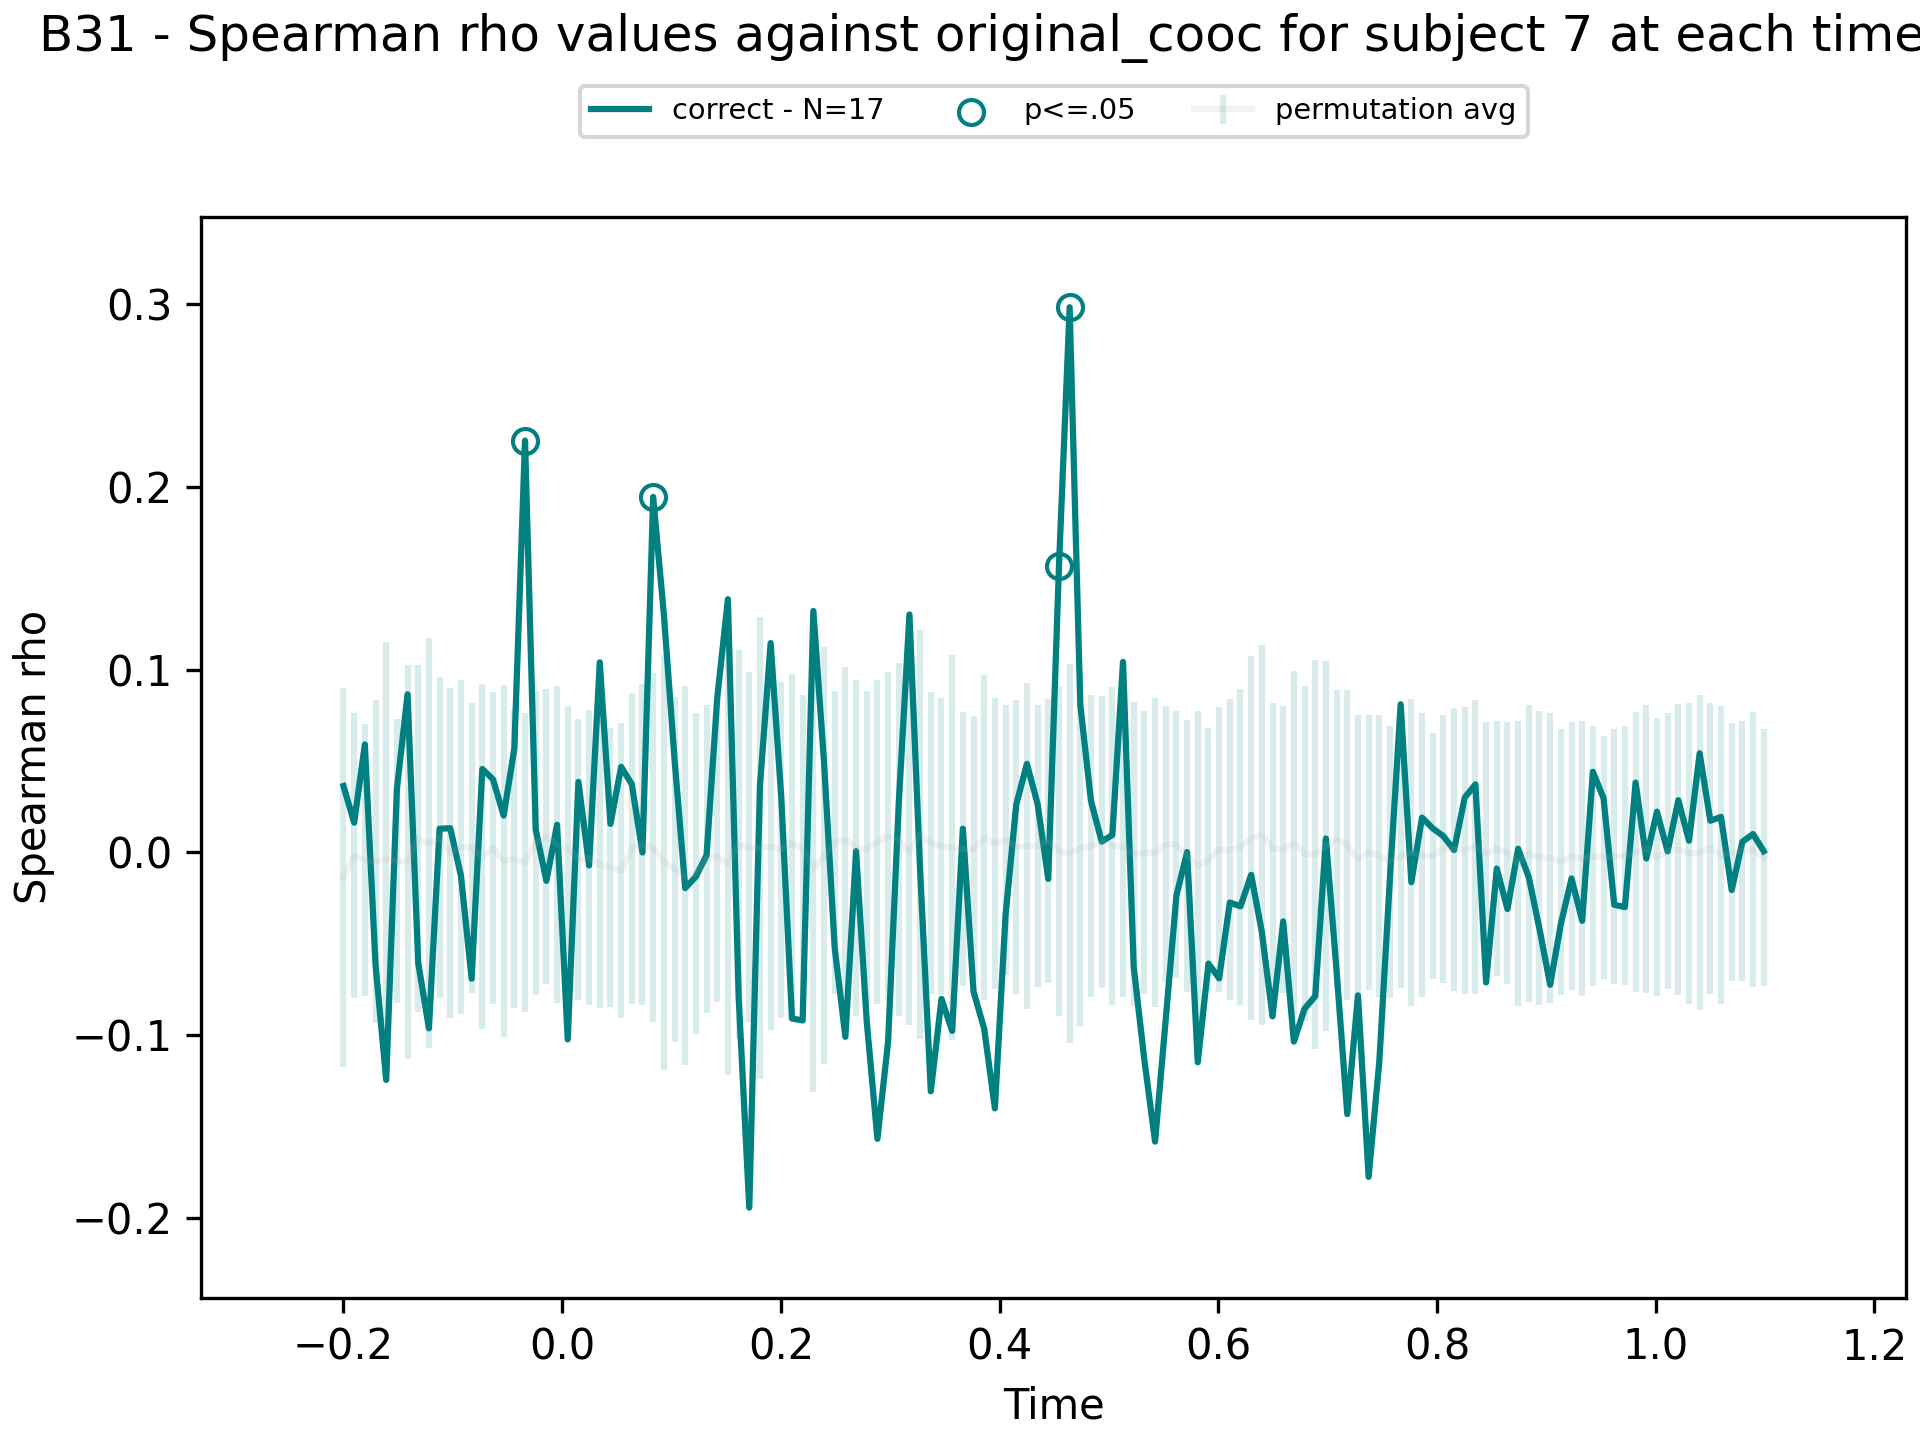 B31 - Spearman rho values against original_cooc for subject 7 at each time
correct - N=17 p<=.05 permutation avg
0.3
0.2
0.1
0.0
−0.1
−0.2
Spearman rho
−0.2 0.0 0.2 0.4 0.6 0.8 1.0 1.2
Time